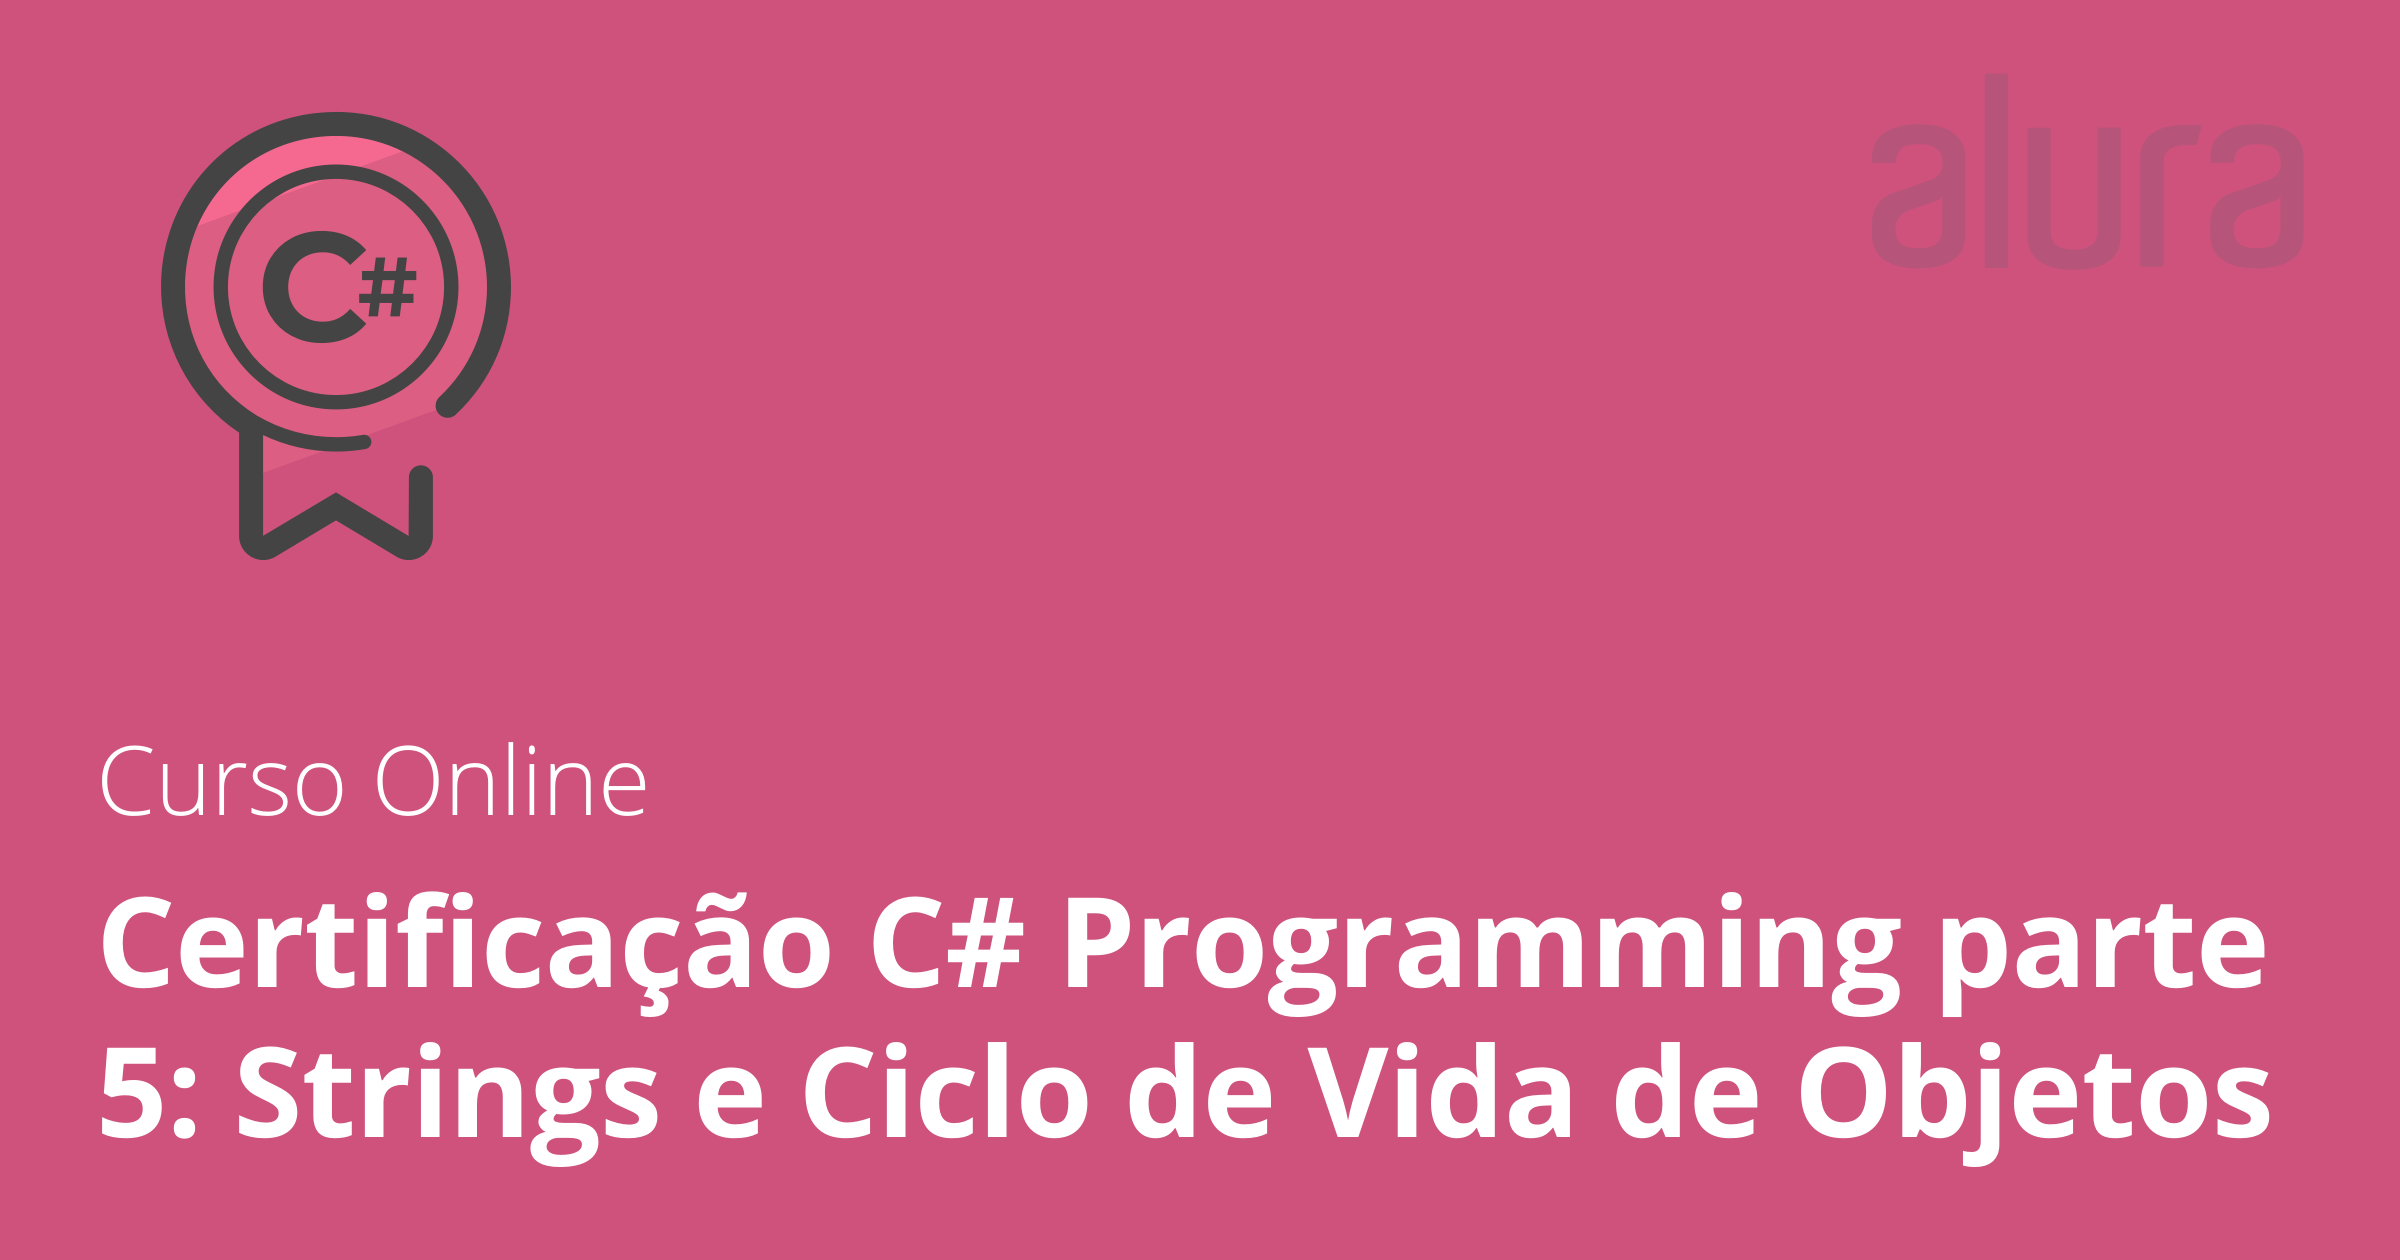 alura
C#
Curso Online
Certificação C# Programming parte
5: Strings e Ciclo de Vida de Objetos